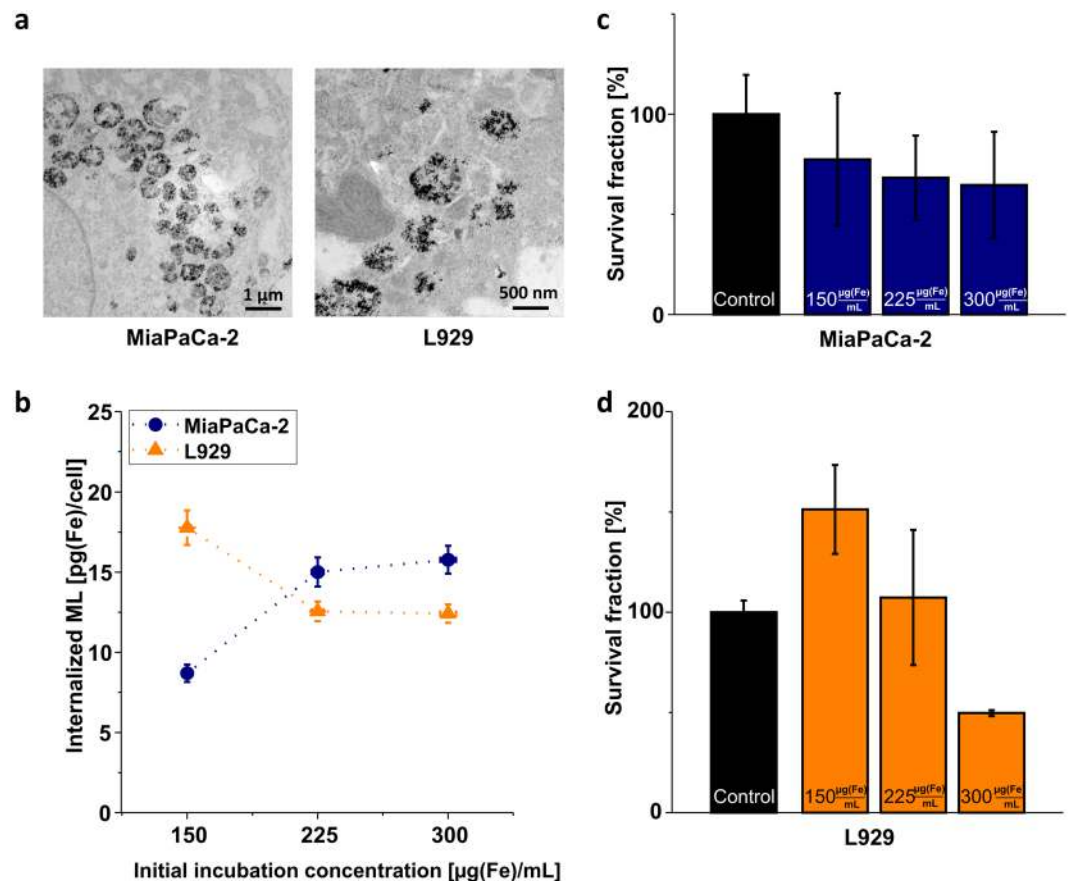 a
1 µm
500 nm
MiaPaCa-2
L929
b
Internalized ML [pg(Fe)/cell]
25
20
15
10
5
0
MiaPaCa-2
L929
150
225
300
Initial incubation concentration [µg(Fe)/mL]
c
Survival fraction [%]
100
0
Control
150 µg(Fe)/mL
225 µg(Fe)/mL
300 µg(Fe)/mL
MiaPaCa-2
d
Survival fraction [%]
200
100
0
Control
150 µg(Fe)/mL
225 µg(Fe)/mL
300 µg(Fe)/mL
L929